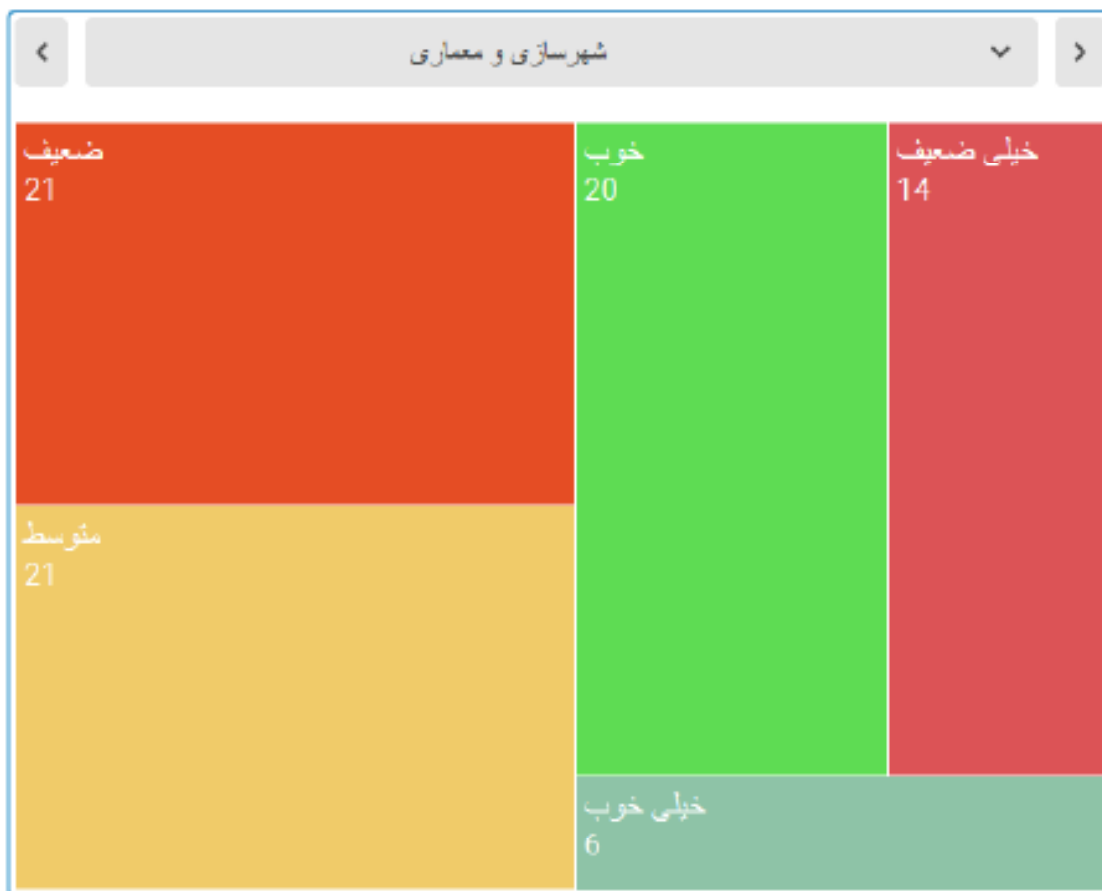 شهرسازی و معماری
ضعیف
21
خوب
20
خیلی ضعیف
14
متوسط
21
خیلی خوب
6